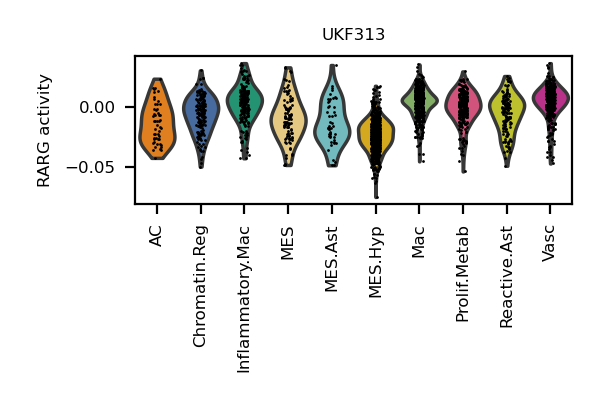 UKF313
RARG activity
0.00
−0.05
AC
Chromatin.Reg
Inflammatory.Mac
MES
MES.Ast
MES.Hyp
Mac
Prolif.Metab
Reactive.Ast
Vasc